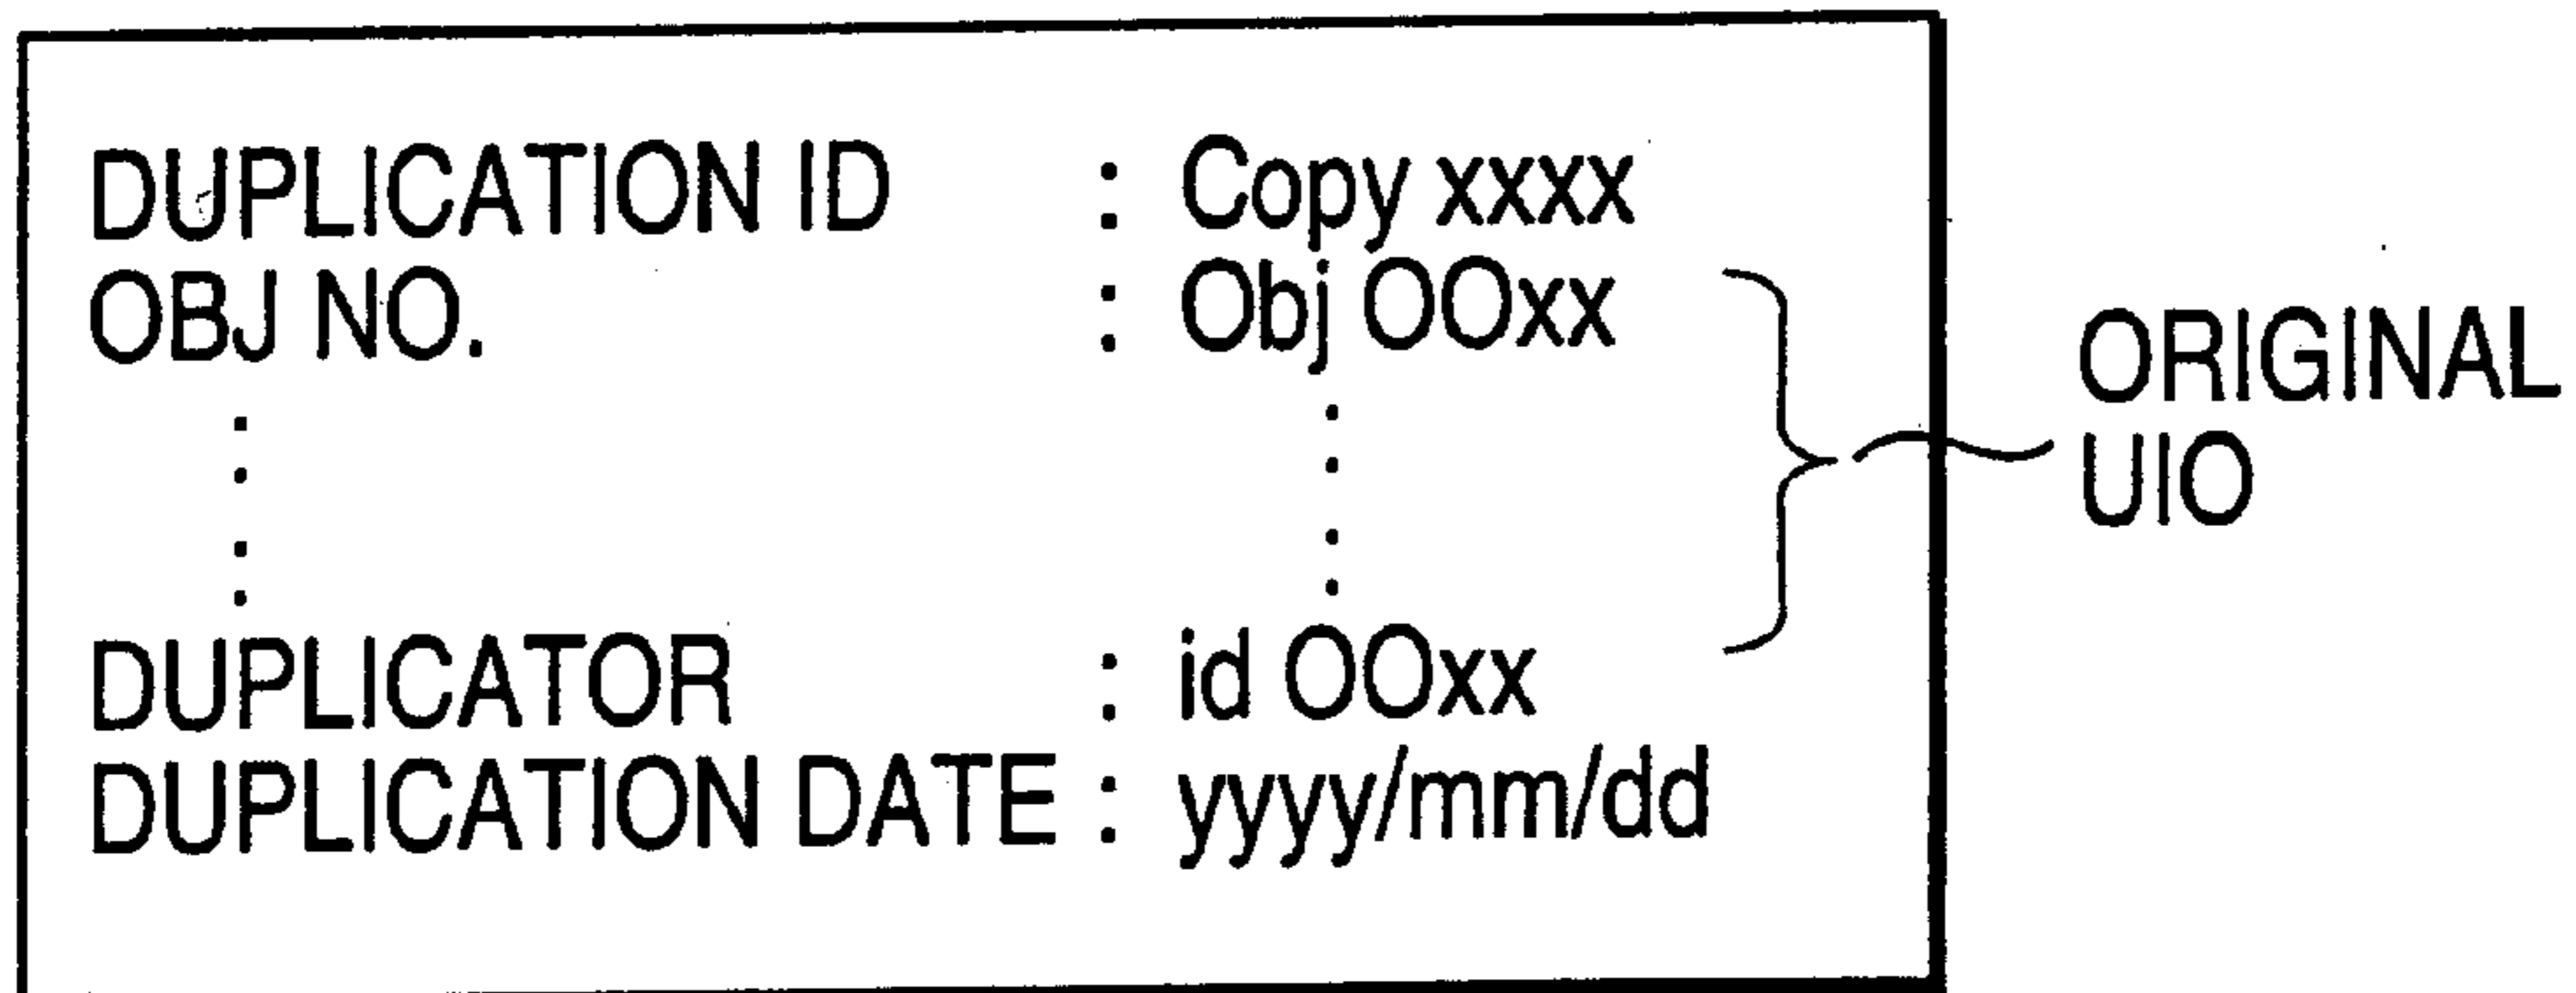 DUPLICATION ID : Copy xxxx
OBJ NO. : Obj OOxx
: :
: :
DUPLICATOR : id OOxx
DUPLICATION DATE : yyyy/mm/dd
ORIGINAL
UIO